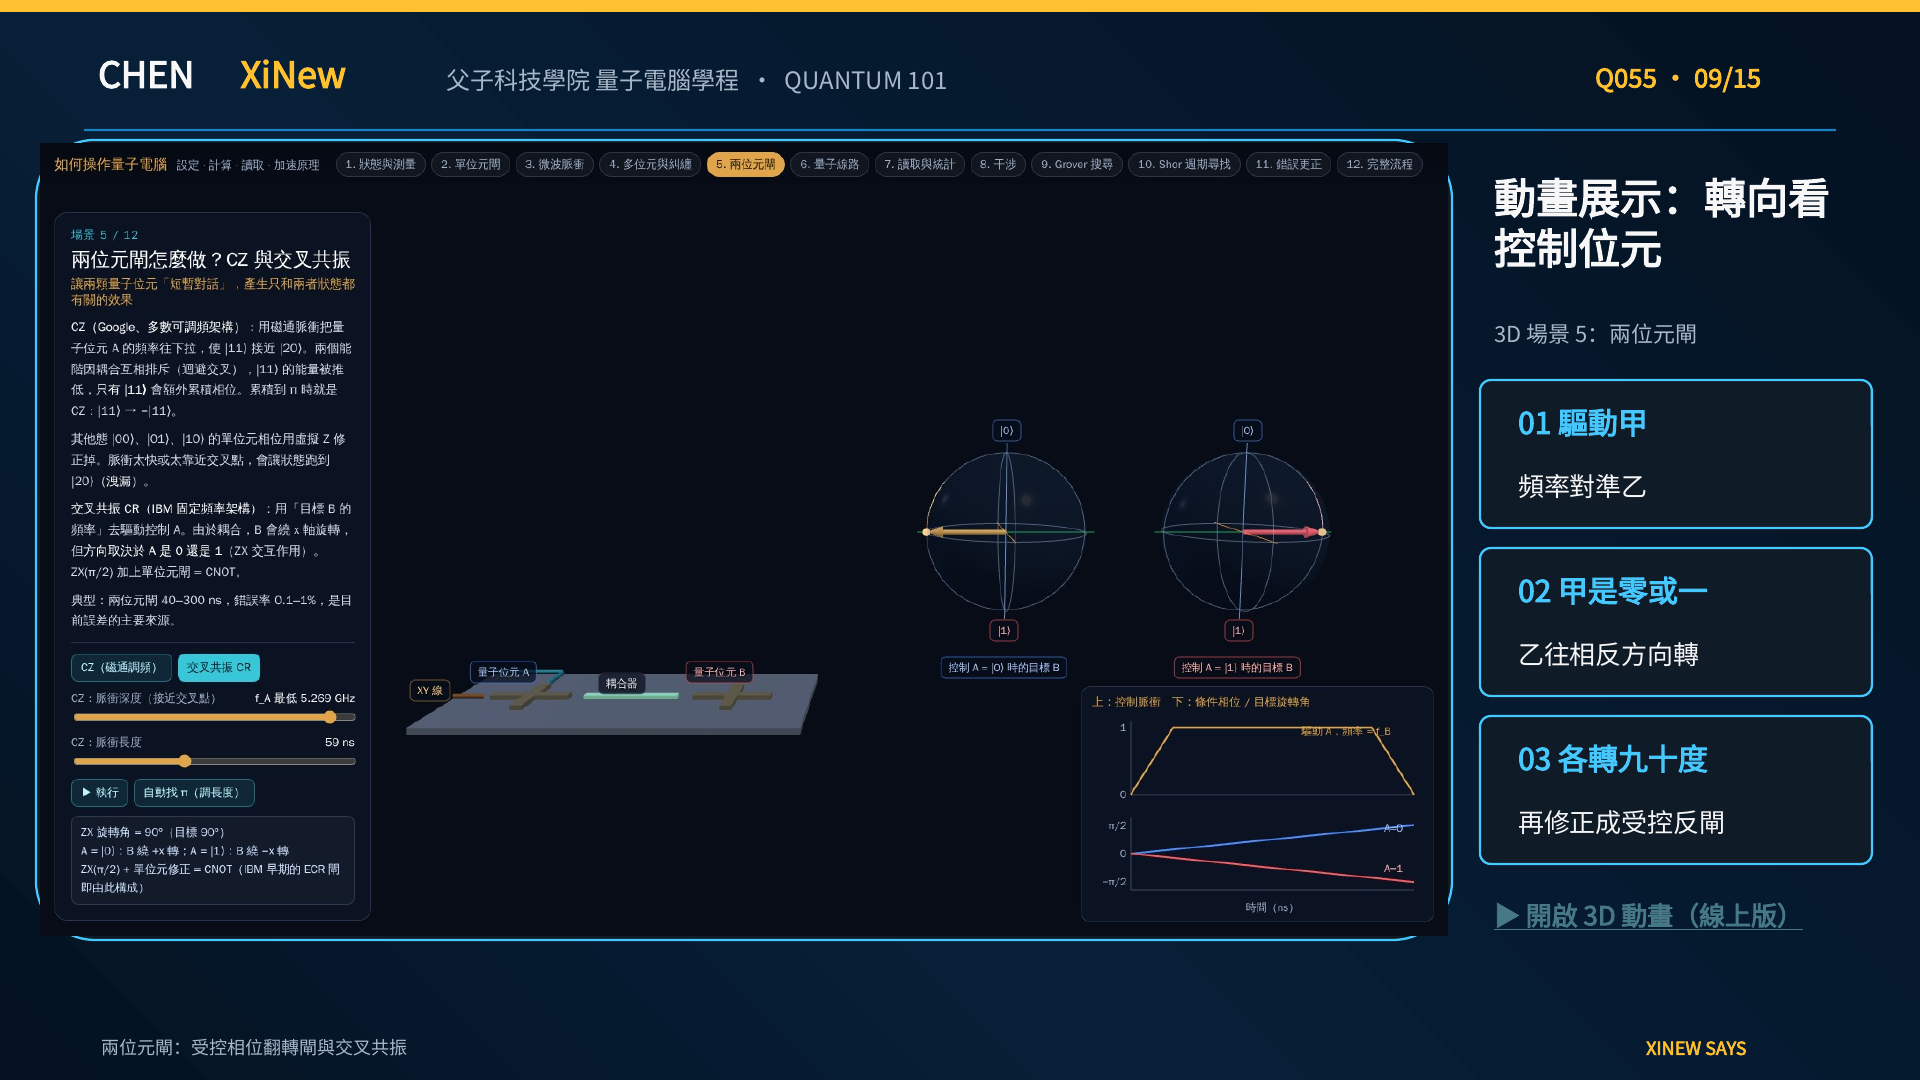 CHEN XiNew 父子科技學院 量子電腦學程 • QUANTUM 101 Q055 • 09/15
如何操作量子電腦 設定·計算·讀取·加速原理 1. 狀態與測量 2. 單位元閘 3. 微波脈衝 4. 多位元與糾纏 5. 兩位元閘 6. 量子線路 7. 讀取與統計 8. 干涉 9. Grover 搜尋 10. Shor 週期尋找 11. 錯誤更正 12. 完整流程
場景 5 / 12
兩位元閘怎麼做？CZ 與交叉共振
讓兩顆量子位元「短暫對話」，產生只和兩者狀態都
有關的效果
CZ（Google、多數可調頻架構）：用磁通脈衝把量
子位元 A 的頻率往下拉，使 |11⟩ 接近 |20⟩。兩個能
階因耦合互相排斥（迴避交叉），|11⟩ 的能量被推
低，只有 |11⟩ 會額外累積相位。累積到 π 時就是
CZ：|11⟩ → −|11⟩。
其他態 |00⟩、|01⟩、|10⟩ 的單位元相位用虛擬 Z 修
正掉。脈衝太快或太靠近交叉點，會讓狀態跑到
|20⟩（洩漏）。
交叉共振 CR（IBM 固定頻率架構）：用「目標 B 的
頻率」去驅動控制 A。由於耦合，B 會繞 x 軸旋轉，
但方向取決於 A 是 0 還是 1（ZX 交互作用）。
ZX(π/2) 加上單位元閘 = CNOT。
典型：兩位元閘 40–300 ns，錯誤率 0.1–1%，是目
前誤差的主要來源。
CZ（磁通調頻） 交叉共振 CR
CZ：脈衝深度（接近交叉點） f_A 最低 5.269 GHz
CZ：脈衝長度 59 ns
▶ 執行 自動找 π（調長度）
ZX 旋轉角 = 90°（目標 90°）
A = |0⟩：B 繞 +x 轉；A = |1⟩：B 繞 −x 轉
ZX(π/2) + 單位元修正 = CNOT（IBM 早期的 ECR 閘
即由此構成）
XY 線
量子位元 A
耦合器
量子位元 B
|0⟩ |0⟩
|1⟩ |1⟩
控制 A = |0⟩ 時的目標 B 控制 A = |1⟩ 時的目標 B
上：控制脈衝 下：條件相位 / 目標旋轉角
1
驅動 A，頻率 = f_B
0
π/2
A=0
0
A=1
−π/2
時間（ns）
動畫展示：轉向看
控制位元
3D 場景 5：兩位元閘
01 驅動甲
頻率對準乙
02 甲是零或一
乙往相反方向轉
03 各轉九十度
再修正成受控反閘
▶ 開啟 3D 動畫（線上版）
兩位元閘：受控相位翻轉閘與交叉共振
XINEW SAYS